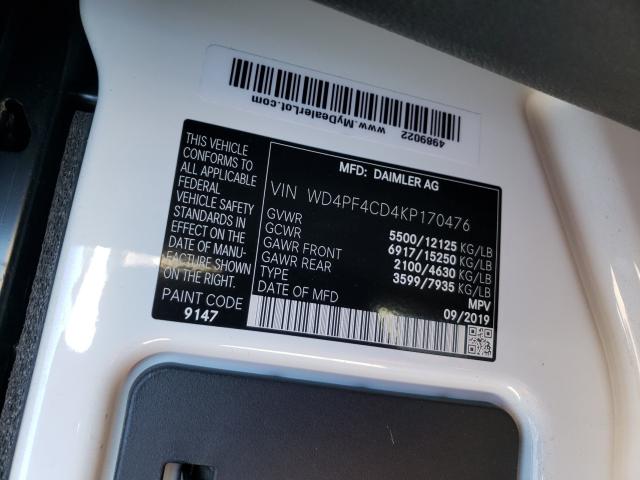 www.MyDealerLot.com
4989022
THIS VEHICLE
CONFORMS TO
ALL APPLICABLE
FEDERAL
VEHICLE SAFETY
STANDARDS IN
EFFECT ON THE
DATE OF MANU-
FACTURE SHOWN
ON THE RIGHT.
PAINT CODE
9147
MFD: DAIMLER AG
VIN WD4PF4CD4KP170476
GVWR 5500/12125 KG/LB
GCWR 6917/15250 KG/LB
GAWR FRONT 2100/4630 KG/LB
GAWR REAR 3599/7935 KG/LB
TYPE MPV
DATE OF MFD 09/2019